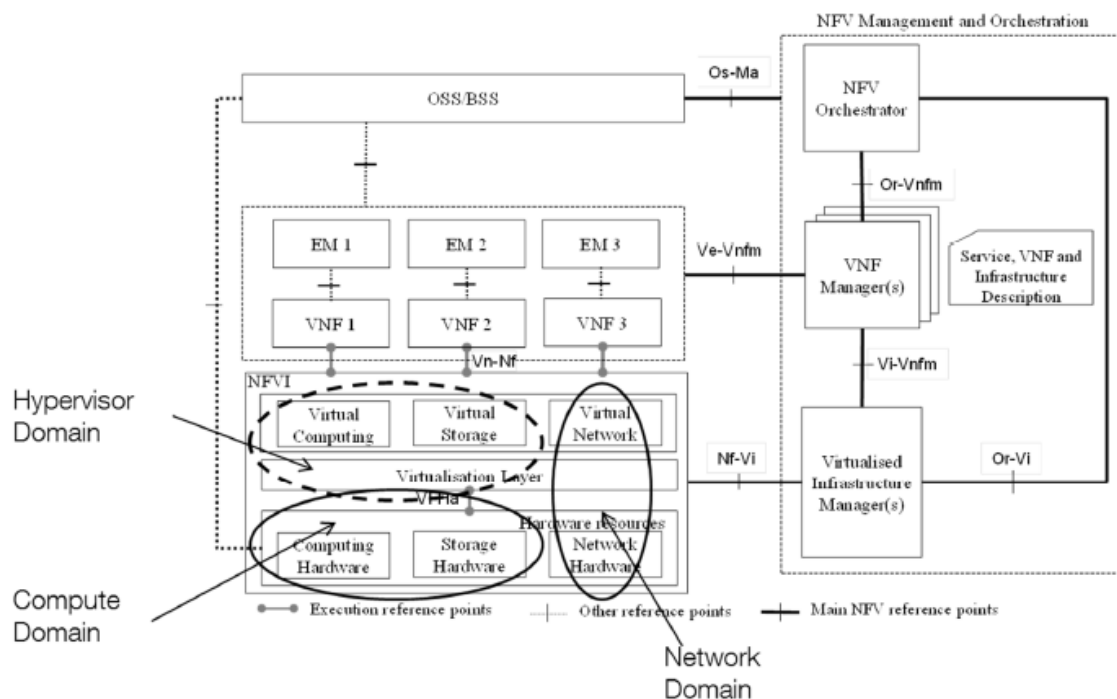 NFV Management and Orchestration
Os-Ma
OSS/BSS
NFV
Orchestrator
Or-Vnfm
EM 1
EM 2
EM 3
Ve-Vnfm
VNF
Manager(s)
Service, VNF and
Infrastructure
Description
VNF 1
VNF 2
VNF 3
Vn-Nf
Vi-Vnfm
NFVI
Hypervisor
Domain
Virtual
Computing
Virtual
Storage
Virtual
Network
Virtualisation Layer
Nf-Vi
Virtualised
Infrastructure
Manager(s)
Or-Vi
Hardware resources
Computing
Hardware
Storage
Hardware
Network
Hardware
Compute
Domain
Execution reference points
Other reference points
Main NFV reference points
Network
Domain